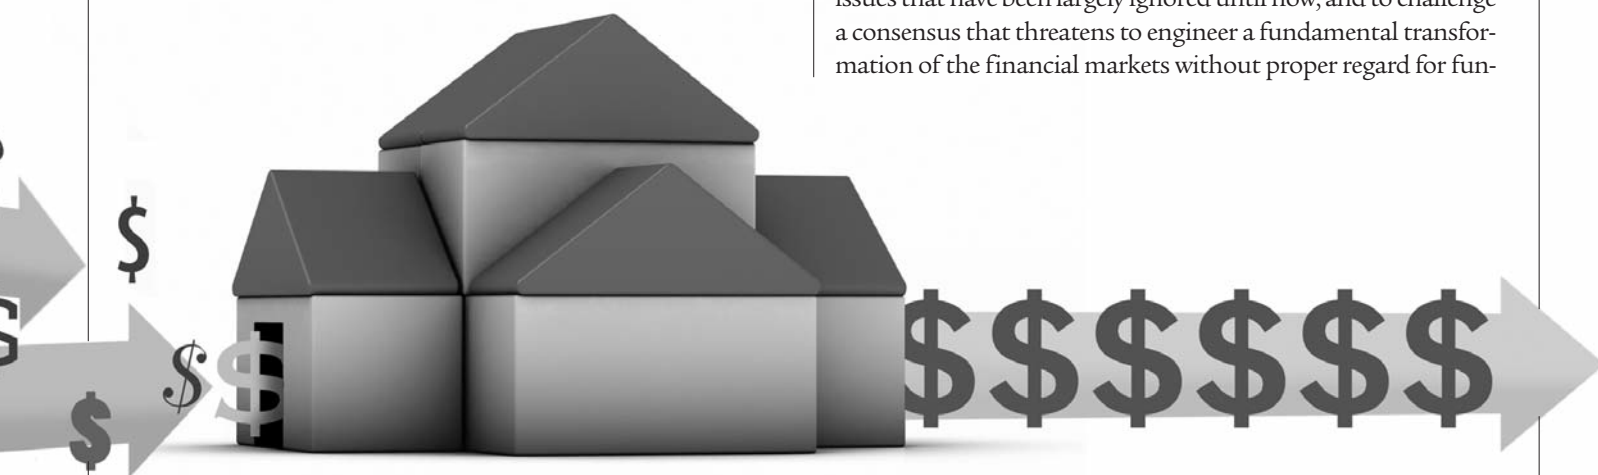 issues that have been largely ignored until now, and to challenge
a consensus that threatens to engineer a fundamental transfor-
mation of the financial markets without proper regard for fun-
$
$
$
$
$$$$$$